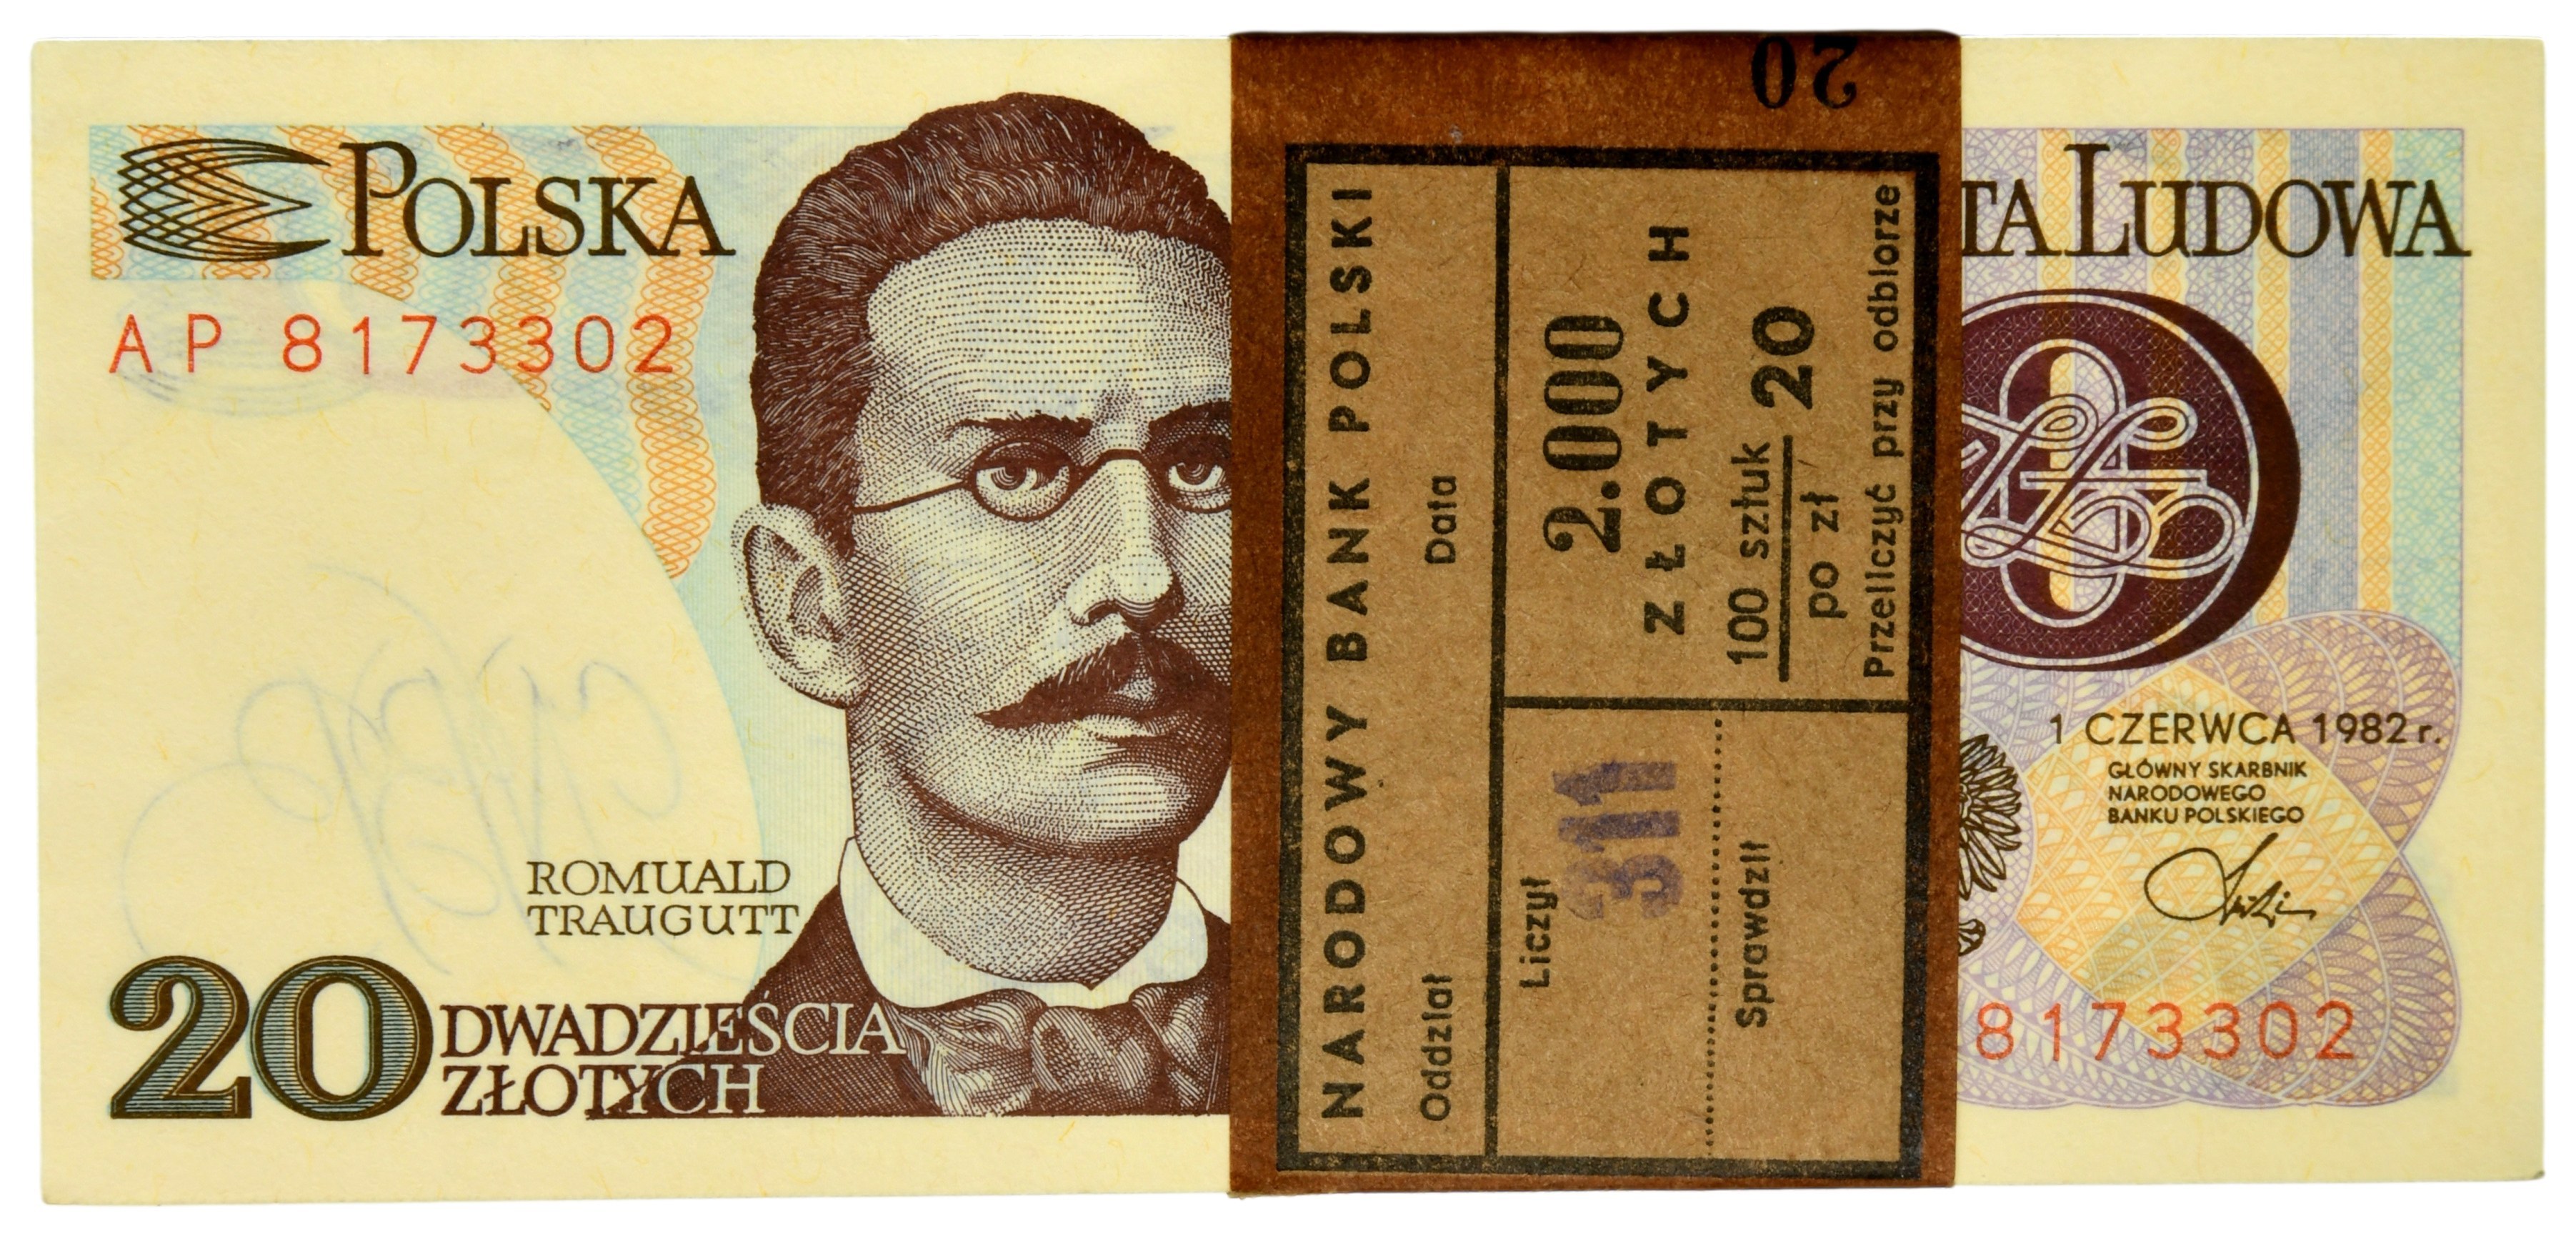 POLSKA
AP 8173302
ROMUALD
TRAUGUTT
20 DWADZIEŚCIA
ZŁOTYCH
20
NARODOWY BANK POLSKI
Oddział Data
2.000
ZŁOTYCH
100 sztuk
po zł 20
Przeliczyć przy odbiorze
Liczył
311
Sprawdził
TA LUDOWA
1 CZERWCA 1982 r.
GŁÓWNY SKARBNIK
NARODOWEGO
BANKU POLSKIEGO
8173302